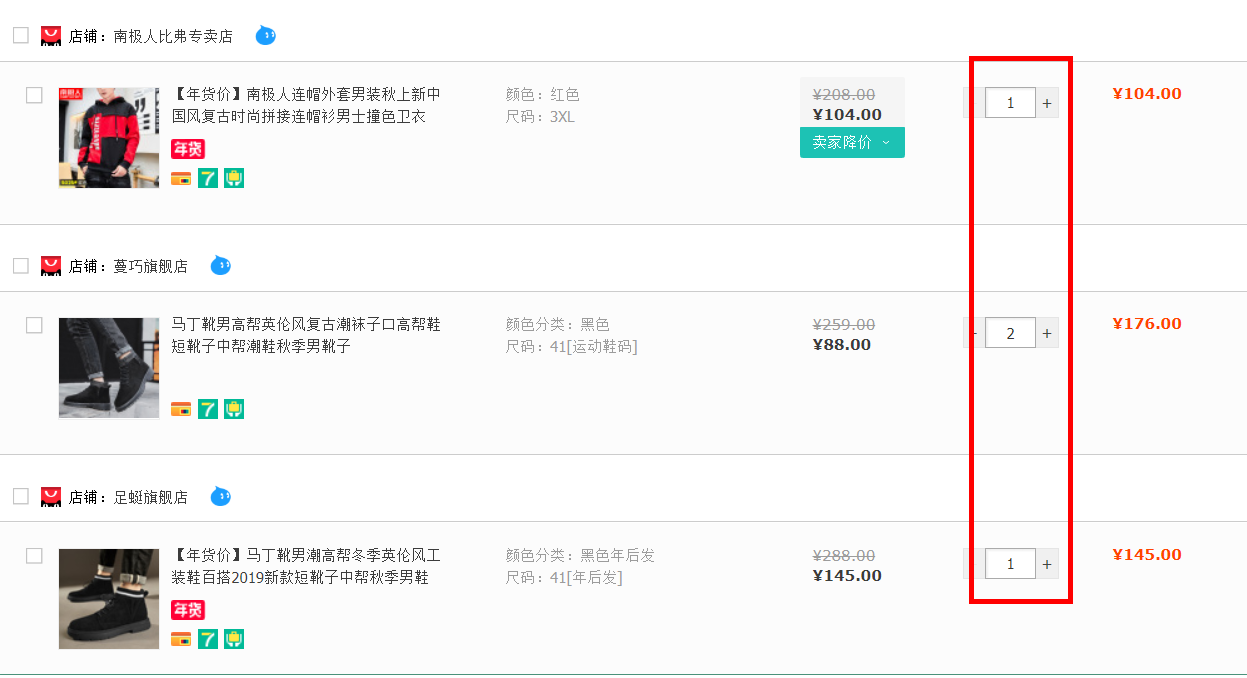 店铺：南极人比弗专卖店
【年货价】南极人连帽外套男装秋上新中
国风复古时尚拼接连帽衫男士撞色卫衣
年货
7
颜色：红色
尺码：3XL
¥208.00
¥104.00
卖家降价
1 +
¥104.00
店铺：蔓巧旗舰店
马丁靴男高帮英伦风复古潮袜子口高帮鞋
短靴子中帮潮鞋秋季男靴子
7
颜色分类：黑色
尺码：41[运动鞋码]
¥259.00
¥88.00
- 2 +
¥176.00
店铺：足蜓旗舰店
【年货价】马丁靴男潮高帮冬季英伦风工
装鞋百搭2019新款短靴子中帮秋季男鞋
年货
7
颜色分类：黑色年后发
尺码：41[年后发]
¥288.00
¥145.00
1 +
¥145.00